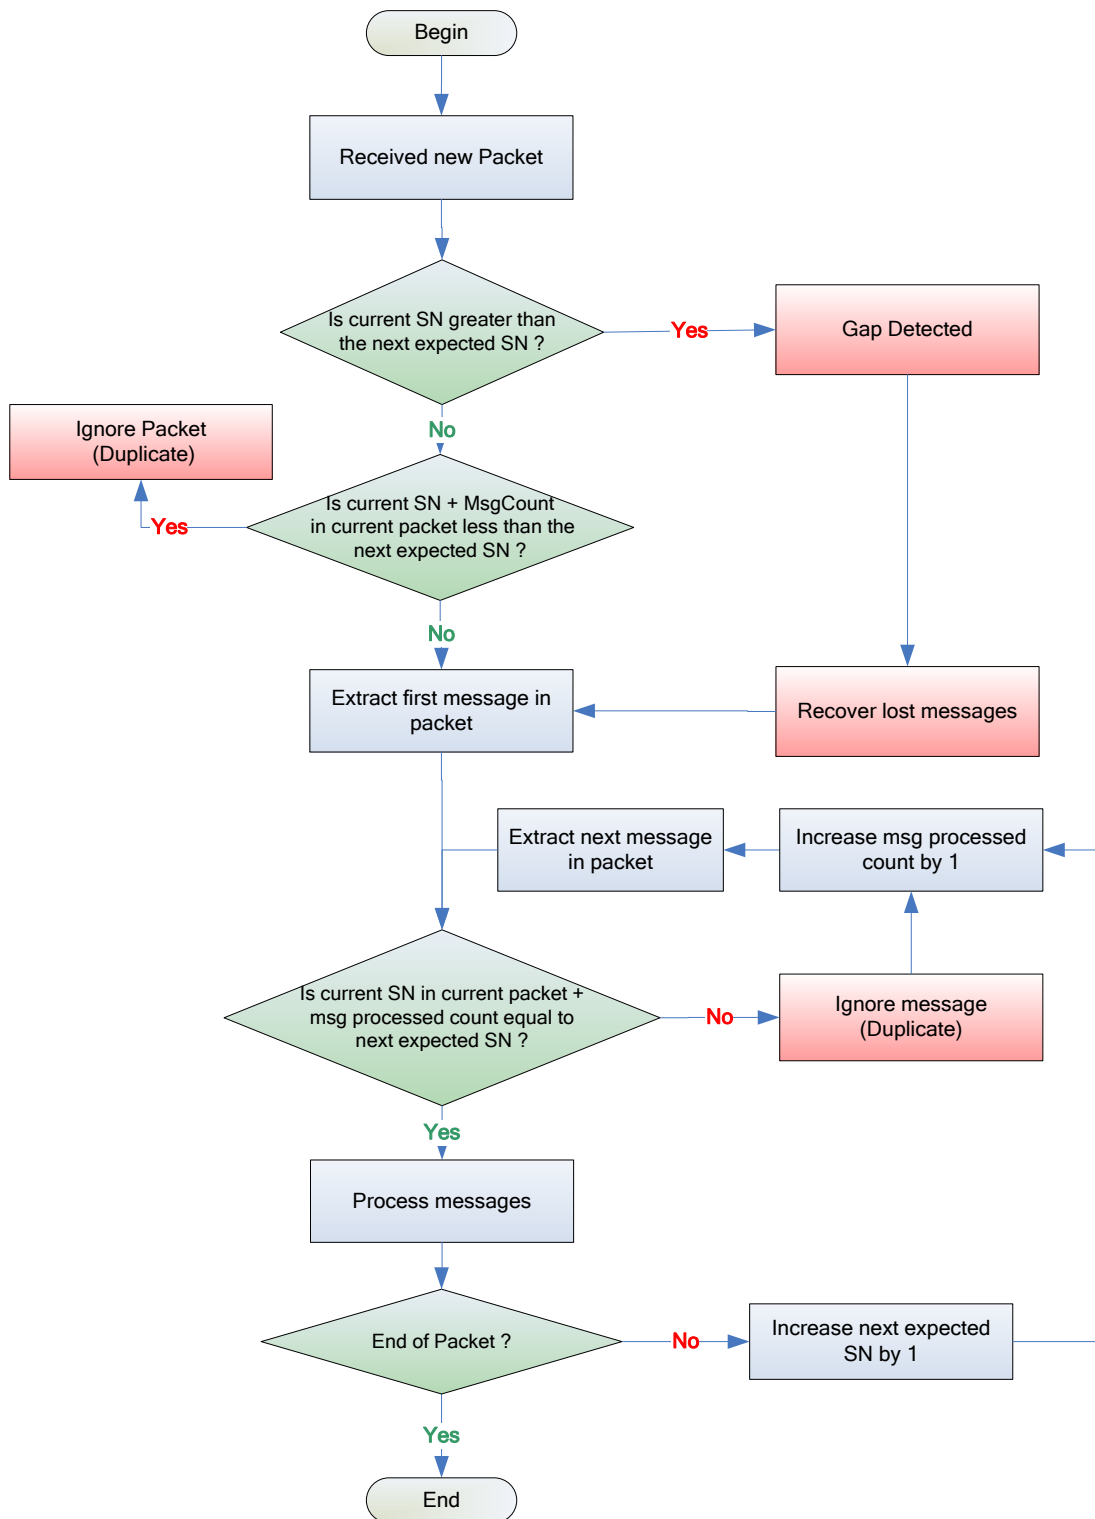 Begin
Received new Packet
Is current SN greater than
the next expected SN ?
Yes
Gap Detected
No
Ignore Packet
(Duplicate)
Is current SN + MsgCount
in current packet less than the
next expected SN ?
Yes
No
Extract first message in
packet
Recover lost messages
Extract next message
in packet
Increase msg processed
count by 1
Is current SN in current packet +
msg processed count equal to
next expected SN ?
No
Ignore message
(Duplicate)
Yes
Process messages
End of Packet ?
No
Increase next expected
SN by 1
Yes
End